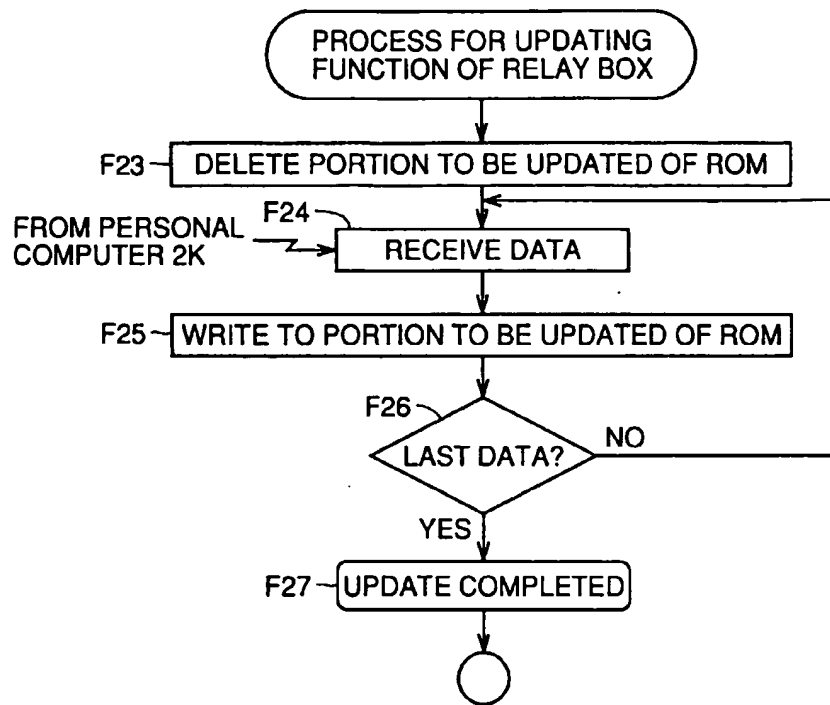 PROCESS FOR UPDATING
FUNCTION OF RELAY BOX
F23
DELETE PORTION TO BE UPDATED OF ROM
F24
FROM PERSONAL
COMPUTER 2K
RECEIVE DATA
F25
WRITE TO PORTION TO BE UPDATED OF ROM
F26
LAST DATA?
NO
YES
F27
UPDATE COMPLETED